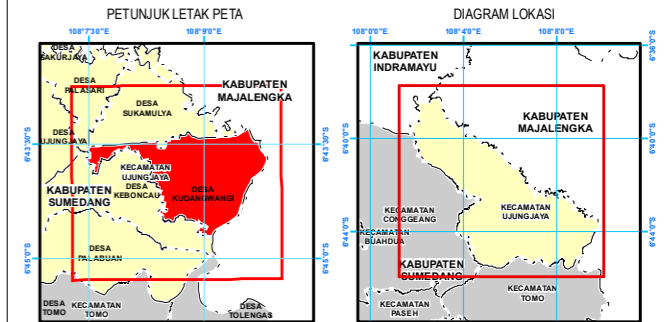 PETUNJUK LETAK PETA
108°7'30"E
108°9'0"E
DESA
SAKURJAYA
DESA
PALASARI
KABUPATEN
MAJALENGKA
DESA
SUKAMULYA
DESA
UJUNGJAYA
6°43'30"S
6°43'30"S
KECAMATAN
UJUNGJAYA
KABUPATEN
SUMEDANG
DESA
KEBONCAU
DESA
KUDANGWANGI
DESA
PALABUAN
6°45'0"S
6°45'0"S
DESA
TOMO
KECAMATAN
TOMO
DESA
TOLENGAS
DIAGRAM LOKASI
108°0'0"E
108°4'0"E
108°8'0"E
6°36'0"S
KABUPATEN
INDRAMAYU
KABUPATEN
MAJALENGKA
6°40'0"S
6°40'0"S
KECAMATAN
CONGGEANG
KECAMATAN
UJUNGJAYA
KECAMATAN
BUAHDUA
6°44'0"S
6°44'0"S
KABUPATEN
SUMEDANG
KECAMATAN
TOMO
KECAMATAN
PASEH